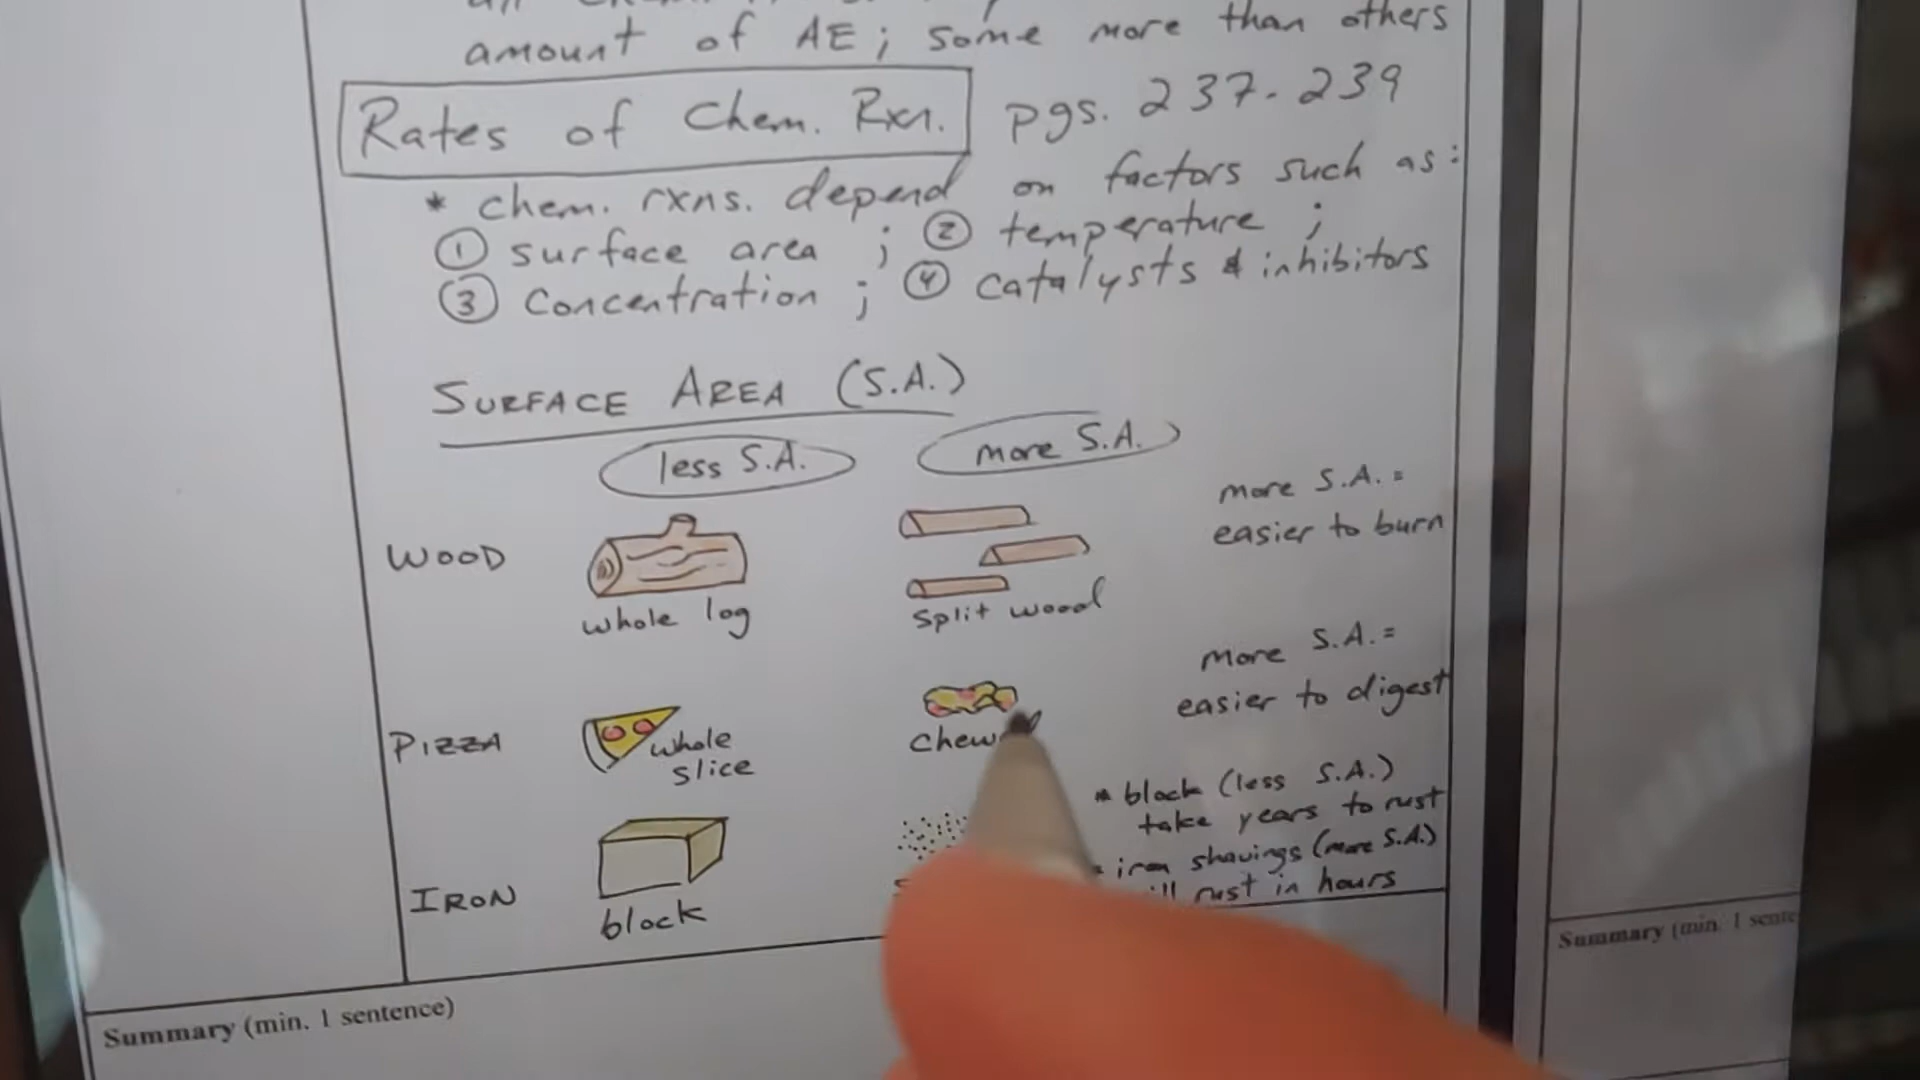 amount of AE; some more than others
Rates of Chem. Rxn. pgs. 237-239
* chem. rxns. depend on factors such as:
① surface area ; ② temperature ;
③ concentration ; ④ catalysts & inhibitors
SURFACE AREA (S.A.)
less S.A. more S.A.
more S.A. =
easier to burn
WOOD
whole log
split wood
more S.A. =
easier to digest
PIZZA
whole
slice
chew
* block (less S.A.)
take years to rust
* iron shavings (more S.A.)
rust in hours
IRON
block
Summary (min. 1 sentence)
Summary (min. 1